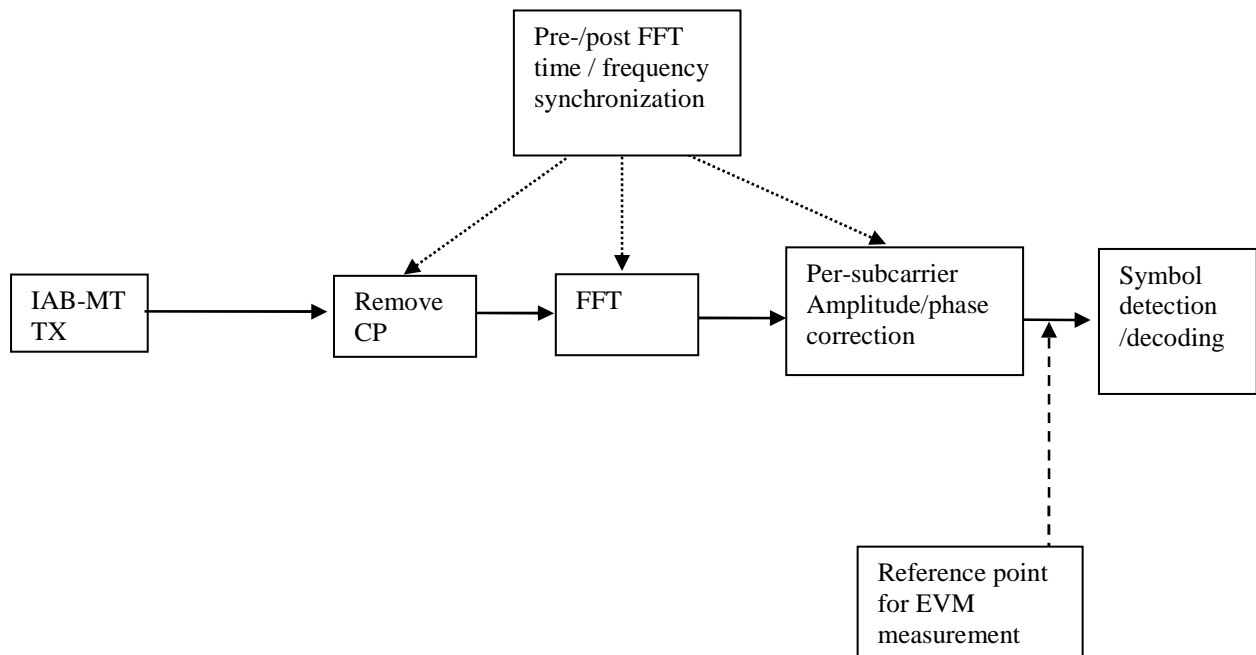 Pre-/post FFT
time / frequency
synchronization
IAB-MT
TX
Remove
CP
FFT
Per-subcarrier
Amplitude/phase
correction
Symbol
detection
/decoding
Reference point
for EVM
measurement